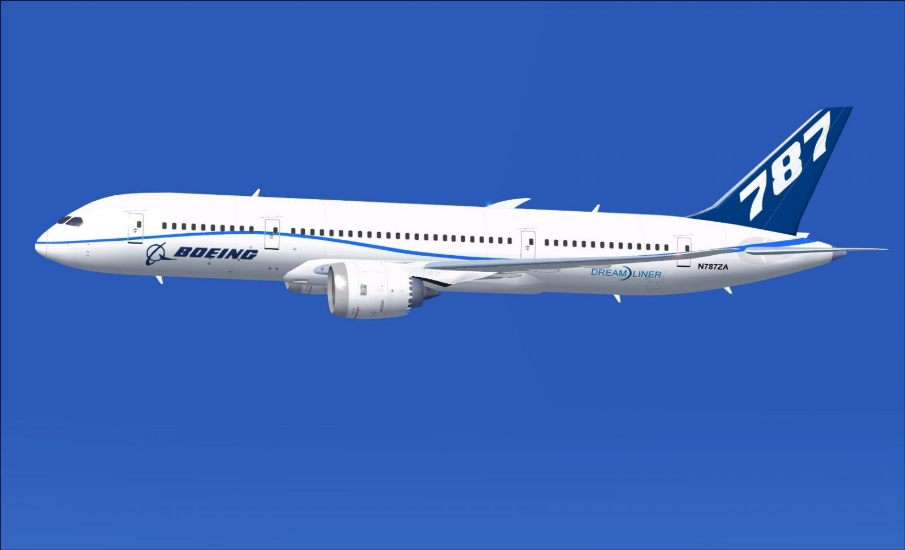 BOEING
787
DREAMLINER
N787ZA